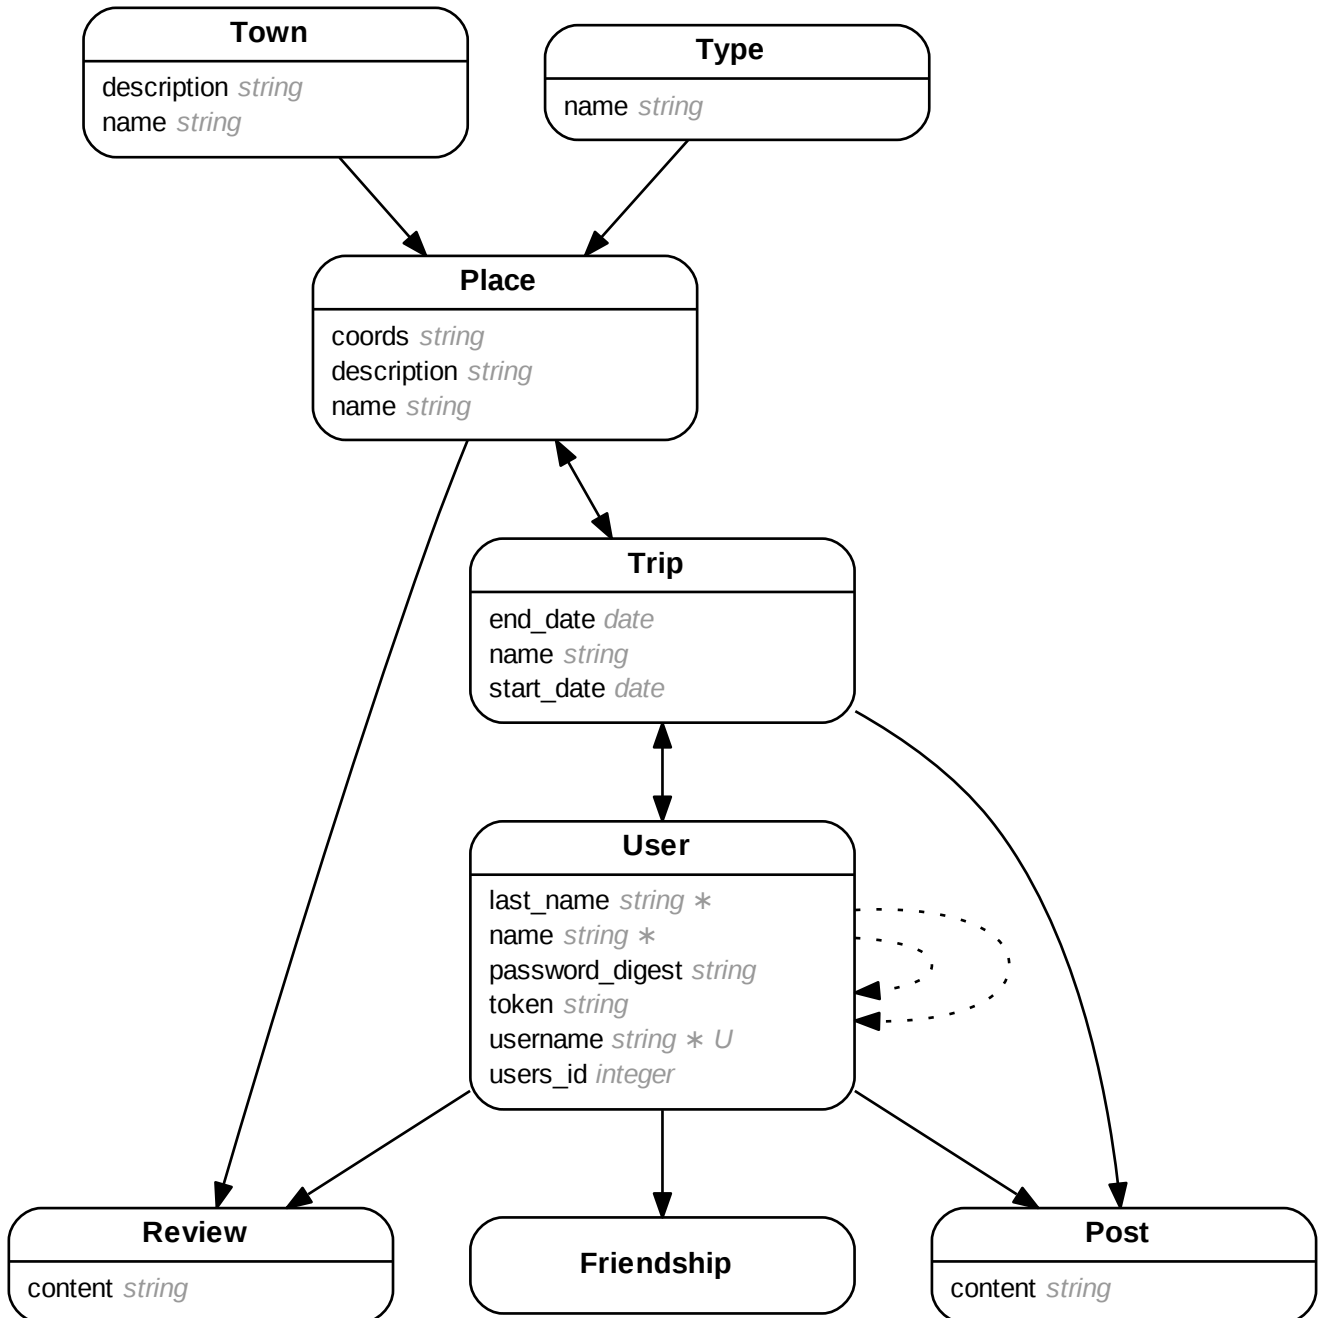 Town
description string
name string
Type
name string
Place
coords string
description string
name string
Trip
end_date date
name string
start_date date
User
last_name string ∗
name string ∗
password_digest string
token string
username string ∗ U
users_id integer
Review
content string
Friendship
Post
content string